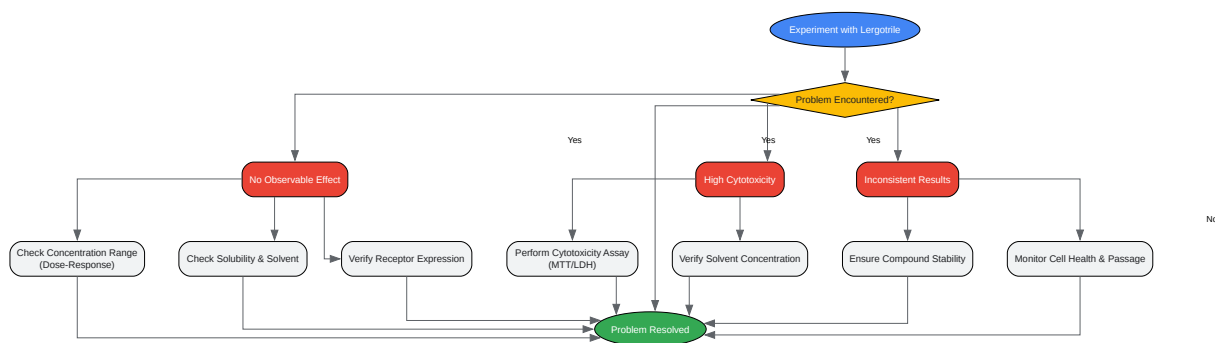 Experiment with Lergotrile
Problem Encountered?
Yes
Yes
Yes
No Observable Effect
High Cytotoxicity
Inconsistent Results
No
Check Concentration Range
(Dose-Response)
Check Solubility & Solvent
Verify Receptor Expression
Perform Cytotoxicity Assay
(MTT/LDH)
Verify Solvent Concentration
Ensure Compound Stability
Monitor Cell Health & Passage
Problem Resolved